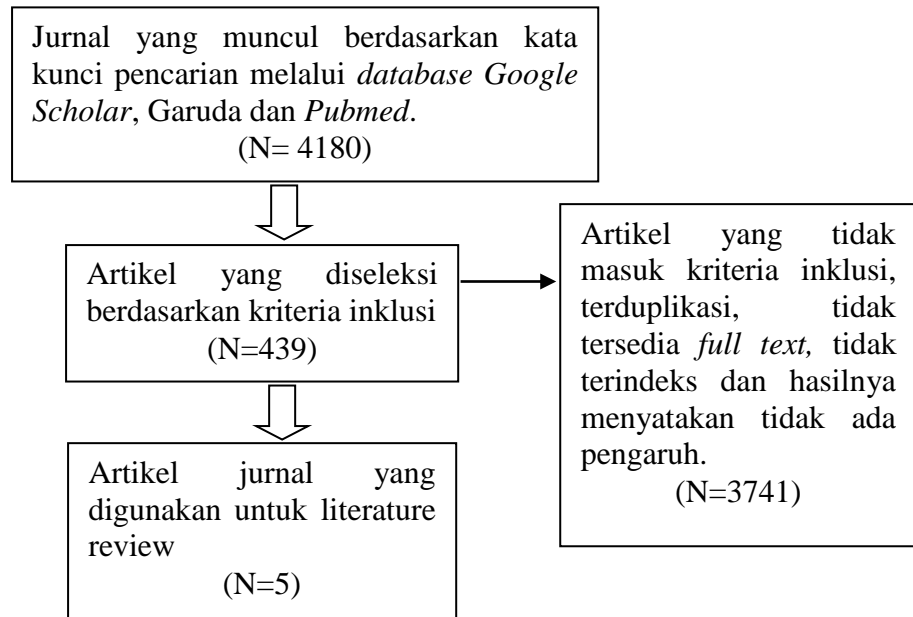 Jurnal yang muncul berdasarkan kata
kunci pencarian melalui database Google
Scholar, Garuda dan Pubmed.
(N= 4180)
Artikel yang diseleksi
berdasarkan kriteria inklusi
(N=439)
Artikel yang tidak
masuk kriteria inklusi,
terduplikasi, tidak
tersedia full text, tidak
terindeks dan hasilnya
menyatakan tidak ada
pengaruh.
(N=3741)
Artikel jurnal yang
digunakan untuk literature
review
(N=5)